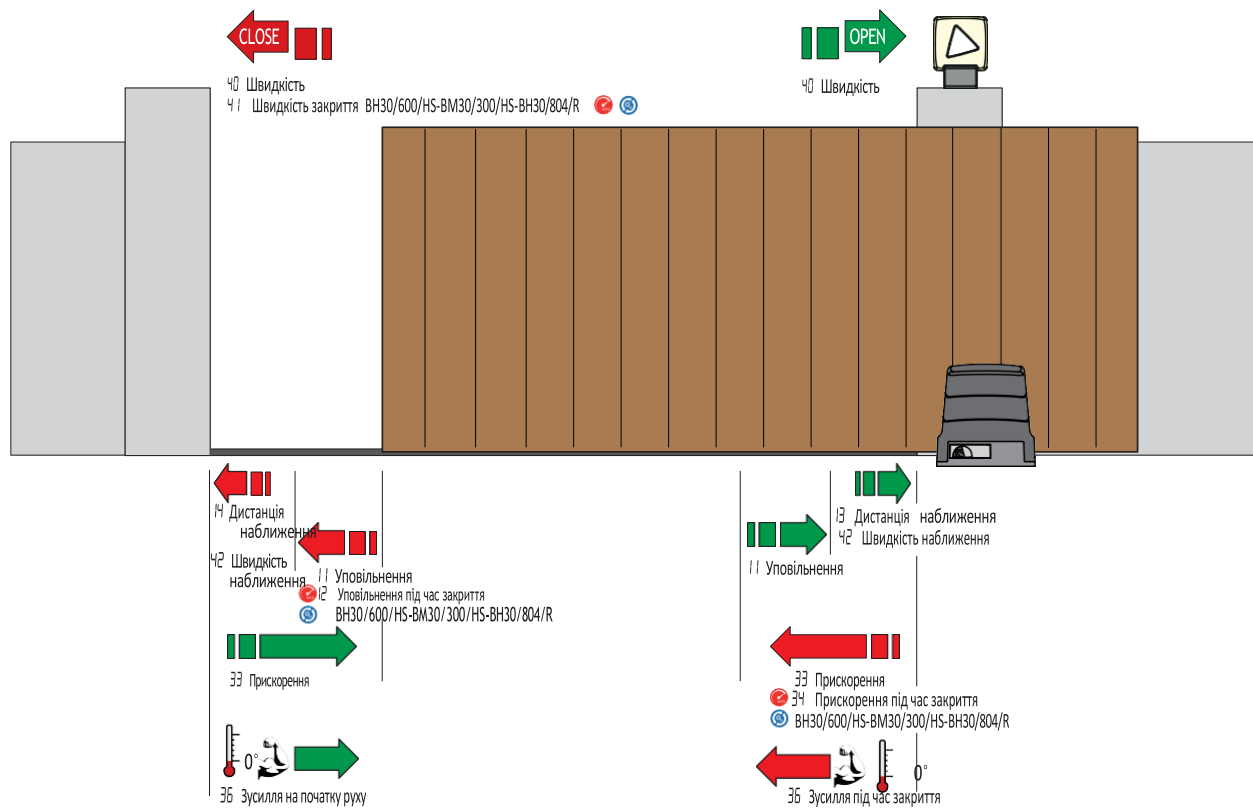 CLOSE
OPEN
40 Швидкість
41 Швидкість закриття BH30/600/HS-BM30/300/HS-BH30/804/R
40 Швидкість
14 Дистанція
наближення
42 Швидкість
наближення
11 Уповільнення
12 Уповільнення під час закриття
BH30/600/HS-BM30/300/HS-BH30/804/R
13 Дистанція наближення
42 Швидкість наближення
11 Уповільнення
33 Прискорення
33 Прискорення
34 Прискорення під час закриття
BH30/600/HS-BM30/300/HS-BH30/804/R
0°
36 Зусилля на початку руху
0°
36 Зусилля під час закриття